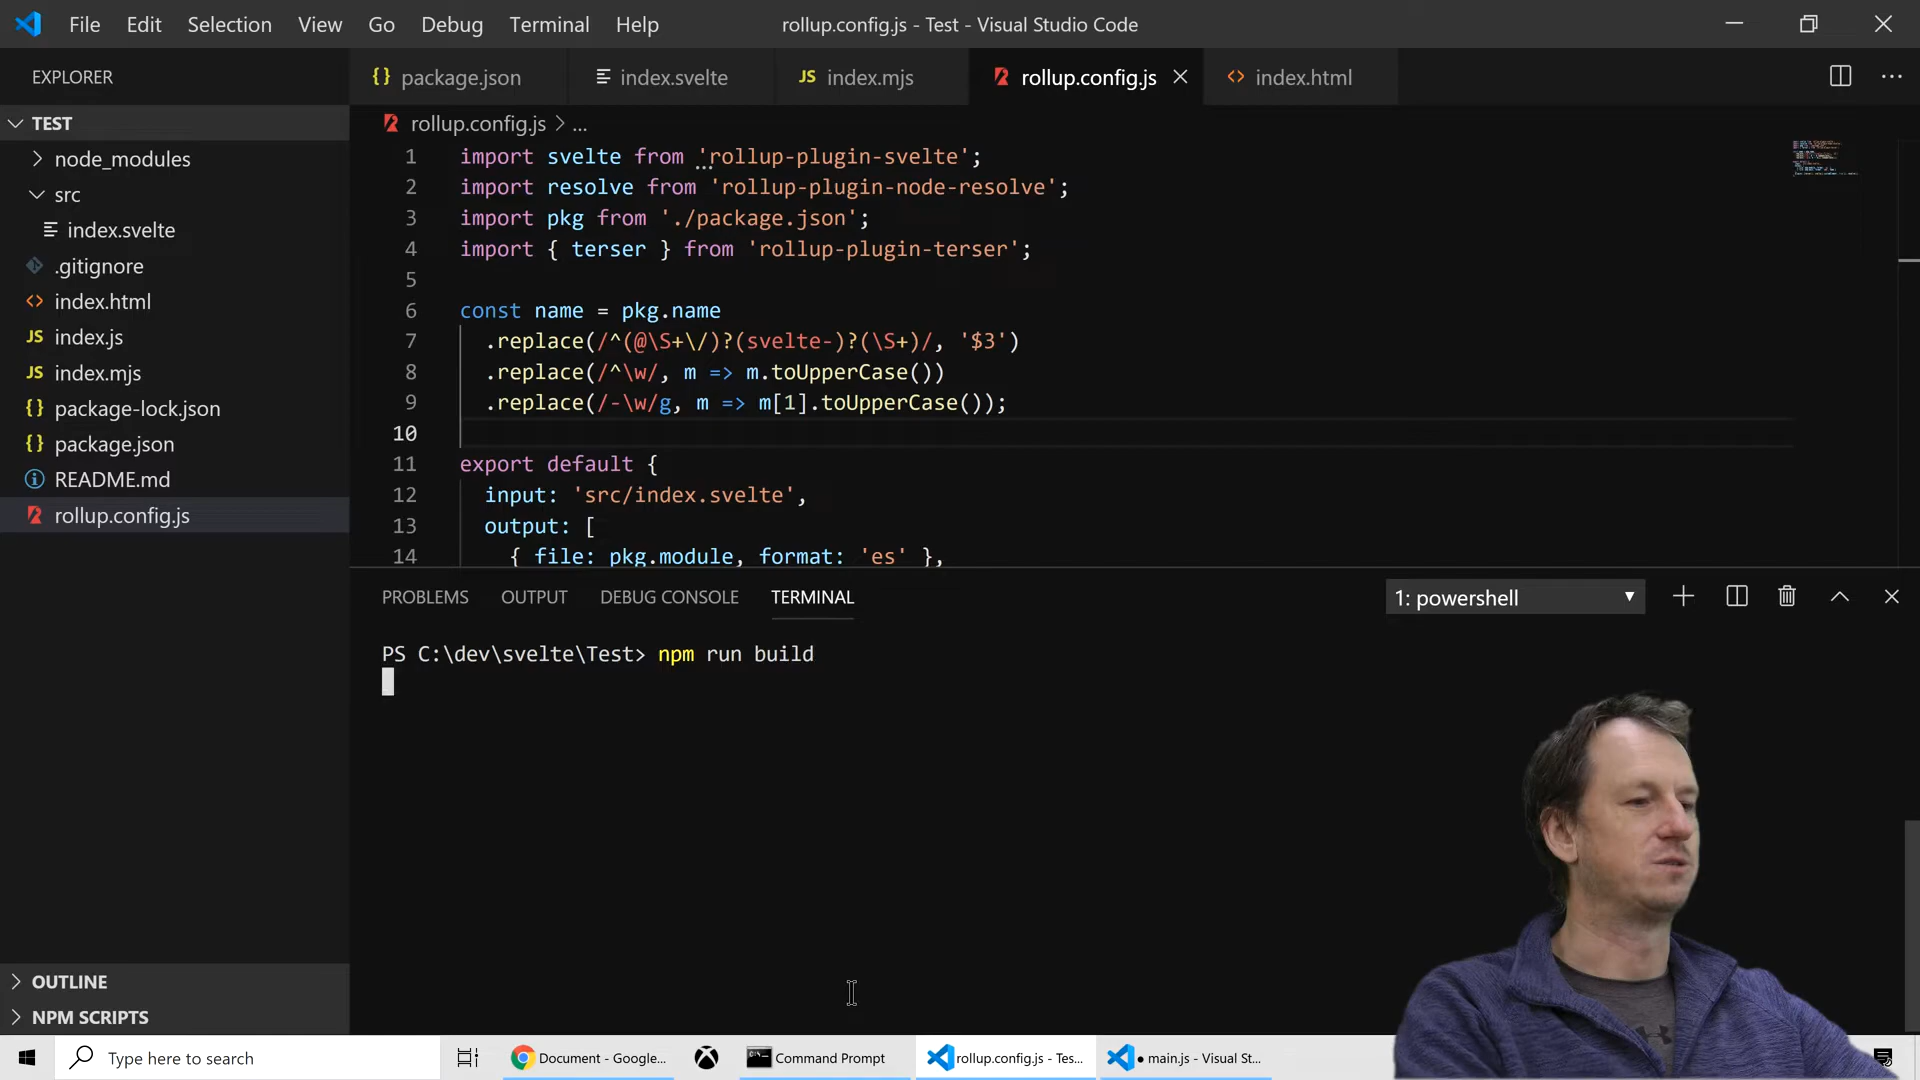 File Edit Selection View Go Debug Terminal Help rollup.config.js - Test - Visual Studio Code
EXPLORER
package.json index.svelte JS index.mjs rollup.config.js index.html
TEST
node_modules
src
index.svelte
.gitignore
index.html
JS index.js
JS index.mjs
{} package-lock.json
{} package.json
README.md
rollup.config.js
OUTLINE
NPM SCRIPTS
rollup.config.js > ...
1 import svelte from 'rollup-plugin-svelte';
2 import resolve from 'rollup-plugin-node-resolve';
3 import pkg from './package.json';
4 import { terser } from 'rollup-plugin-terser';
5
6 const name = pkg.name
7 .replace(/^(@\S+\/)?(svelte-)?(\S+)/, '$3')
8 .replace(/^\w/, m => m.toUpperCase())
9 .replace(/-\w/g, m => m[1].toUpperCase());
10
11 export default {
12 input: 'src/index.svelte',
13 output: [
14 { file: pkg.module, format: 'es' },
PROBLEMS OUTPUT DEBUG CONSOLE TERMINAL 1: powershell
PS C:\dev\svelte\Test> npm run build
Type here to search Document - Google... Command Prompt rollup.config.js - Tes... ● main.js - Visual St...